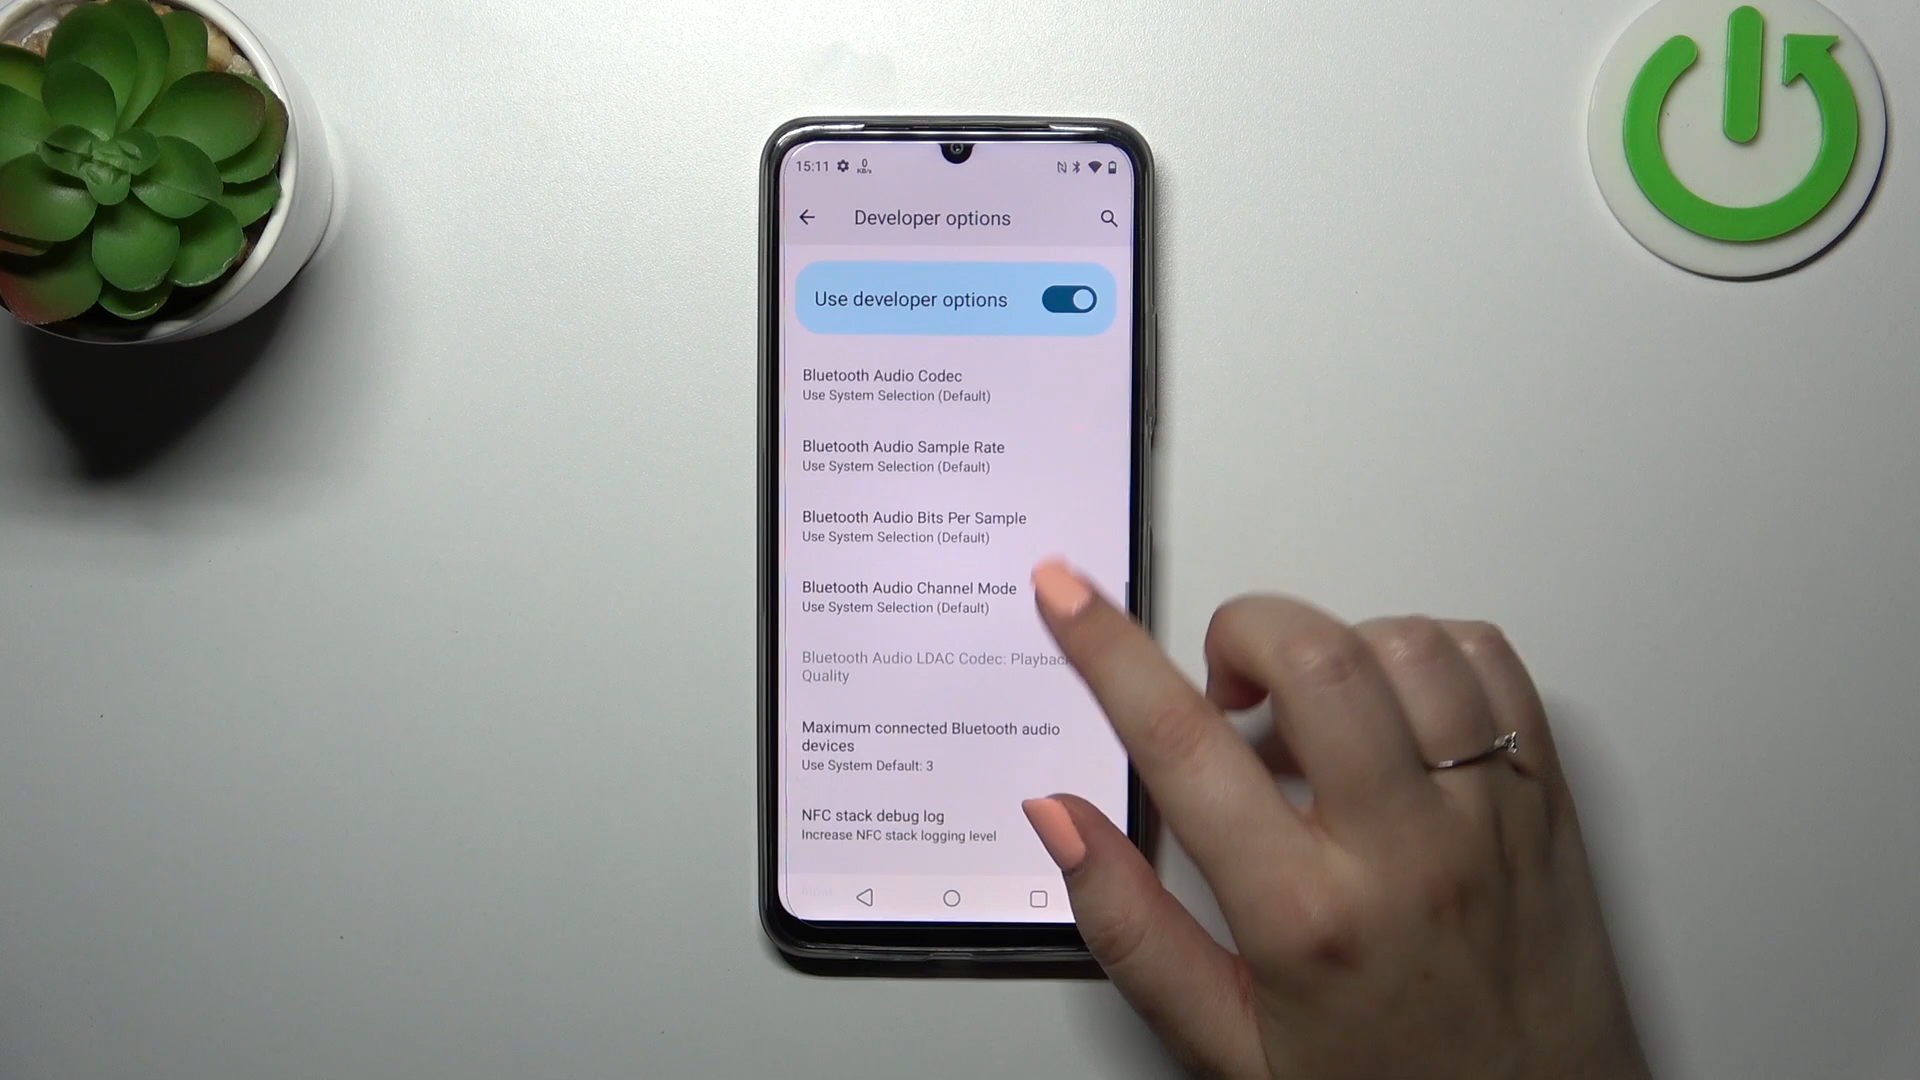 15:11 0 KB/s
Developer options
Use developer options
Bluetooth Audio Codec
Use System Selection (Default)
Bluetooth Audio Sample Rate
Use System Selection (Default)
Bluetooth Audio Bits Per Sample
Use System Selection (Default)
Bluetooth Audio Channel Mode
Use System Selection (Default)
Bluetooth Audio LDAC Codec: Playback
Quality
Maximum connected Bluetooth audio
devices
Use System Default: 3
NFC stack debug log
Increase NFC stack logging level